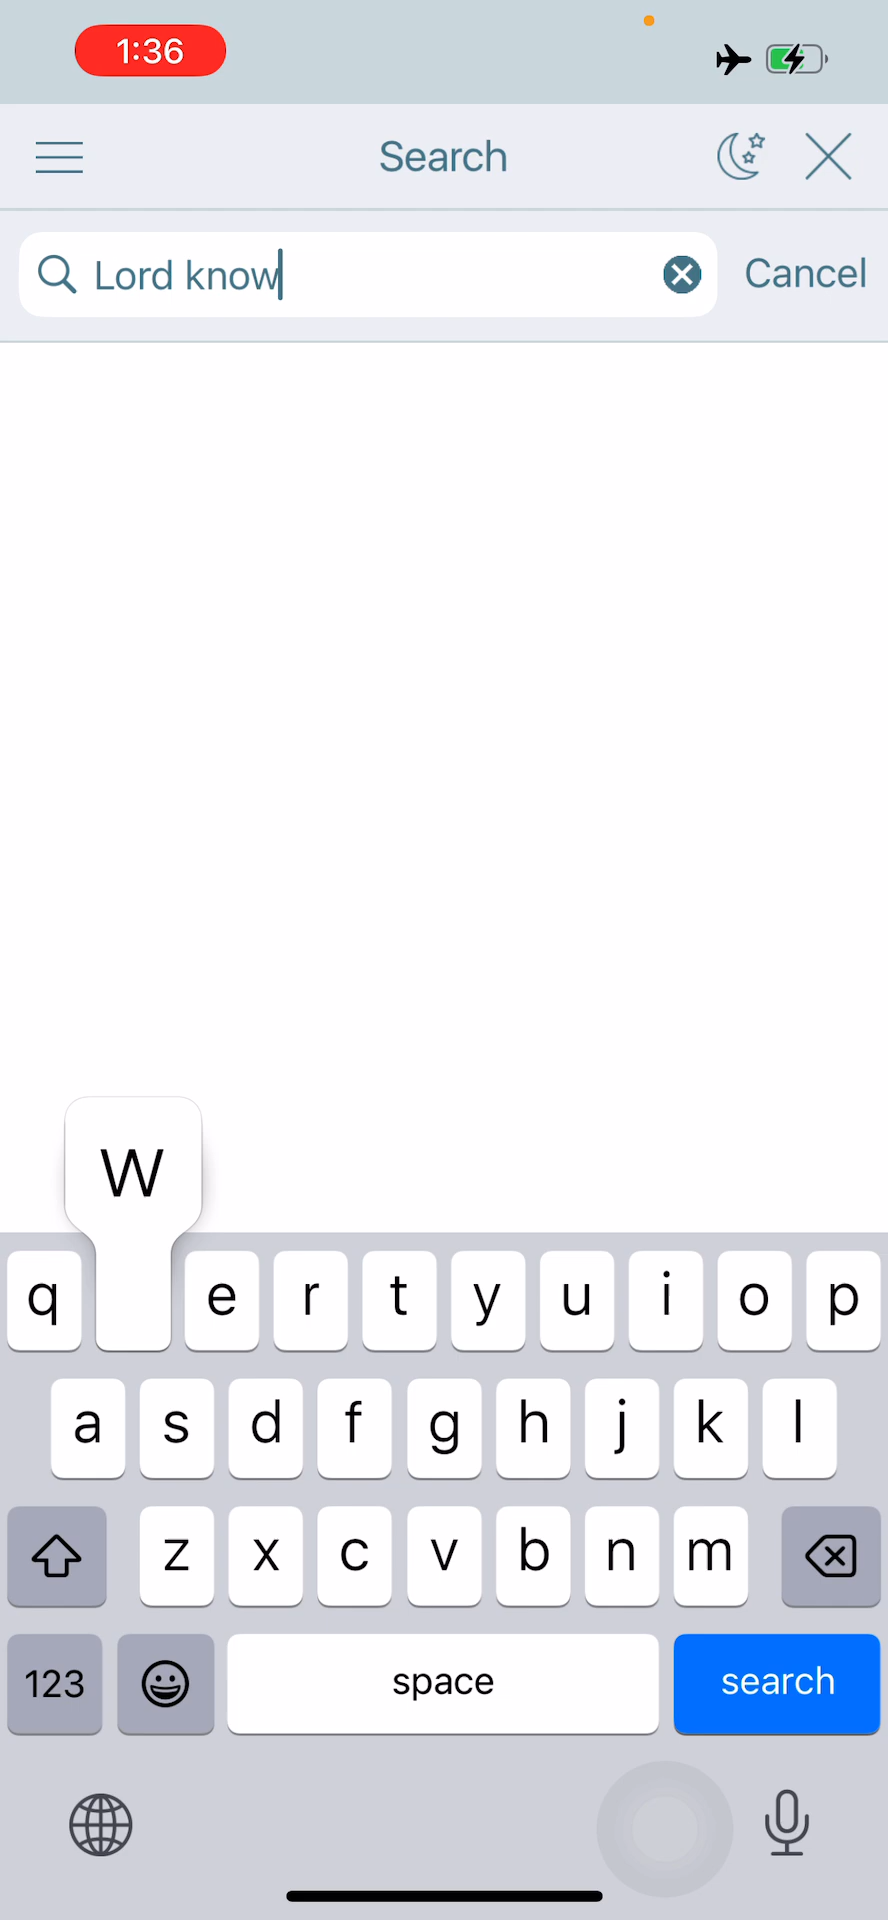 1:36
Search
Lord know
Cancel
W
q e r t y u i o p
a s d f g h j k l
z x c v b n m
123 space search